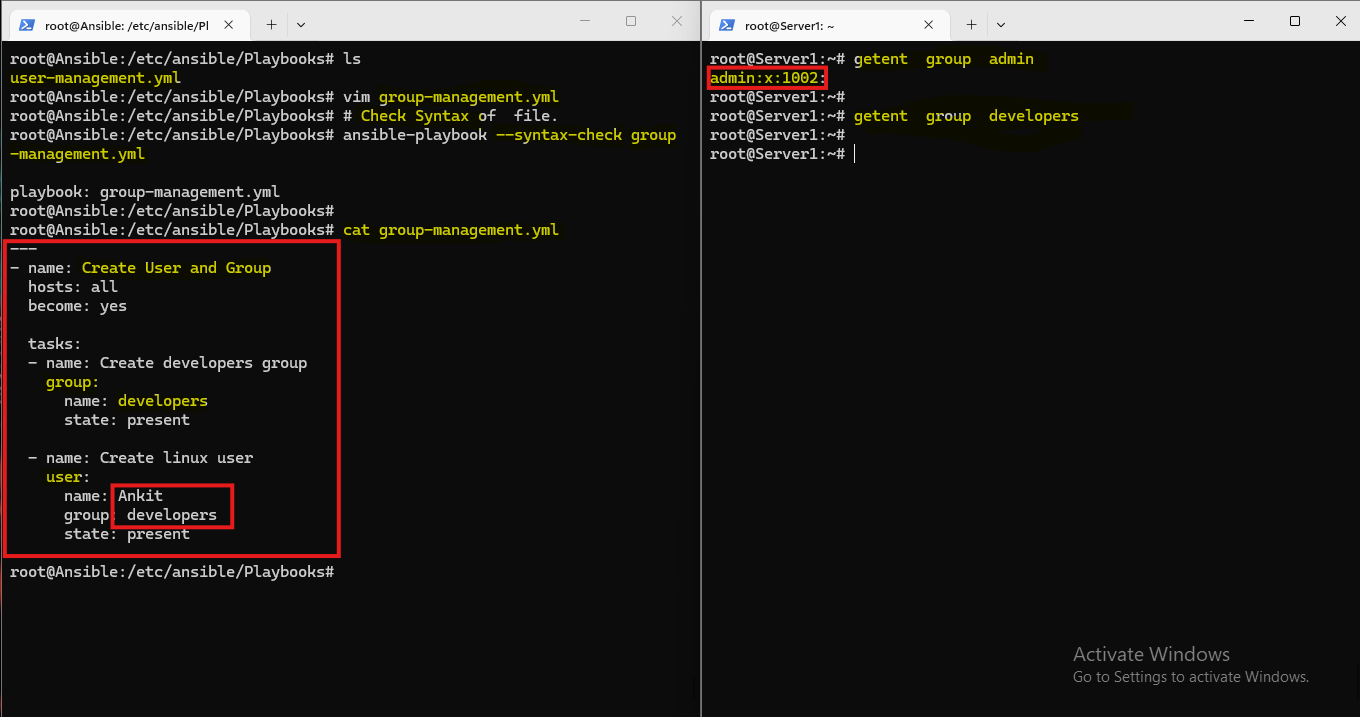 root@Ansible: /etc/ansible/Pl
root@Ansible:/etc/ansible/Playbooks# ls
user-management.yml
root@Ansible:/etc/ansible/Playbooks# vim group-management.yml
root@Ansible:/etc/ansible/Playbooks# # Check Syntax of  file.
root@Ansible:/etc/ansible/Playbooks# ansible-playbook --syntax-check group
-management.yml

playbook: group-management.yml
root@Ansible:/etc/ansible/Playbooks#
root@Ansible:/etc/ansible/Playbooks# cat group-management.yml
---
- name: Create User and Group
  hosts: all
  become: yes

  tasks:
  - name: Create developers group
    group:
      name: developers
      state: present

  - name: Create linux user
    user:
      name: Ankit
      group: developers
      state: present

root@Ansible:/etc/ansible/Playbooks#
root@Server1: ~
root@Server1:~# getent  group  admin
admin:x:1002:
root@Server1:~#
root@Server1:~# getent  group  developers
root@Server1:~#
root@Server1:~#
Activate Windows
Go to Settings to activate Windows.